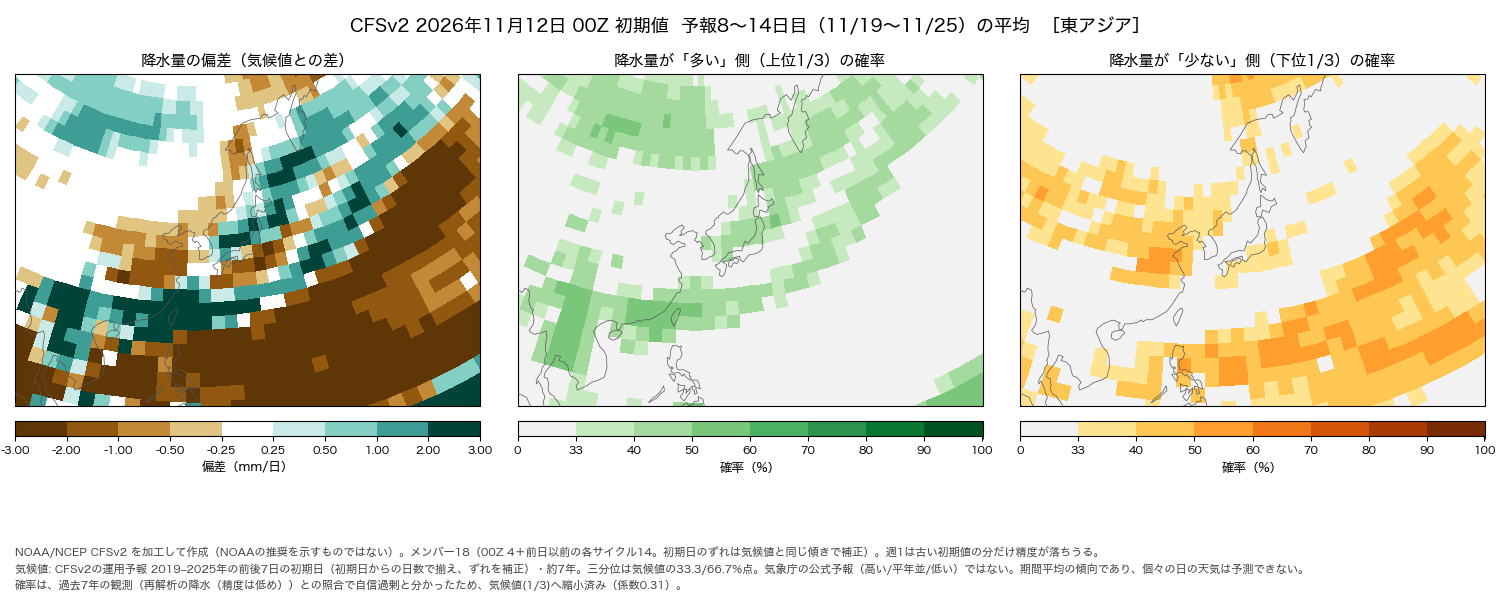 CFSv2 2026年11月12日 00Z 初期値 予報8～14日目（11/19～11/25）の平均 ［東アジア］
降水量の偏差（気候値との差）
降水量が「多い」側（上位1/3）の確率
降水量が「少ない」側（下位1/3）の確率
-3.00 -2.00 -1.00 -0.50 -0.25 0.25 0.50 1.00 2.00 3.00
偏差（mm/日）
0 33 40 50 60 70 80 90 100
確率（%）
0 33 40 50 60 70 80 90 100
確率（%）
NOAA/NCEP CFSv2 を加工して作成（NOAAの推奨を示すものではない）。メンバー18（00Z 4＋前日以前の各サイクル14。初期日のずれは気候値と同じ傾きで補正）。週1は古い初期値の分だけ精度が落ちうる。
気候値: CFSv2の運用予報 2019–2025年の前後7日の初期日（初期日からの日数で揃え、ずれを補正）・約7年。三分位は気候値の33.3/66.7%点。気象庁の公式予報（高い/平年並/低い）ではない。期間平均の傾向であり、個々の日の天気は予測できない。
確率は、過去7年の観測（再解析の降水（精度は低め））との照合で自信過剰と分かったため、気候値(1/3)へ縮小済み（係数0.31）。